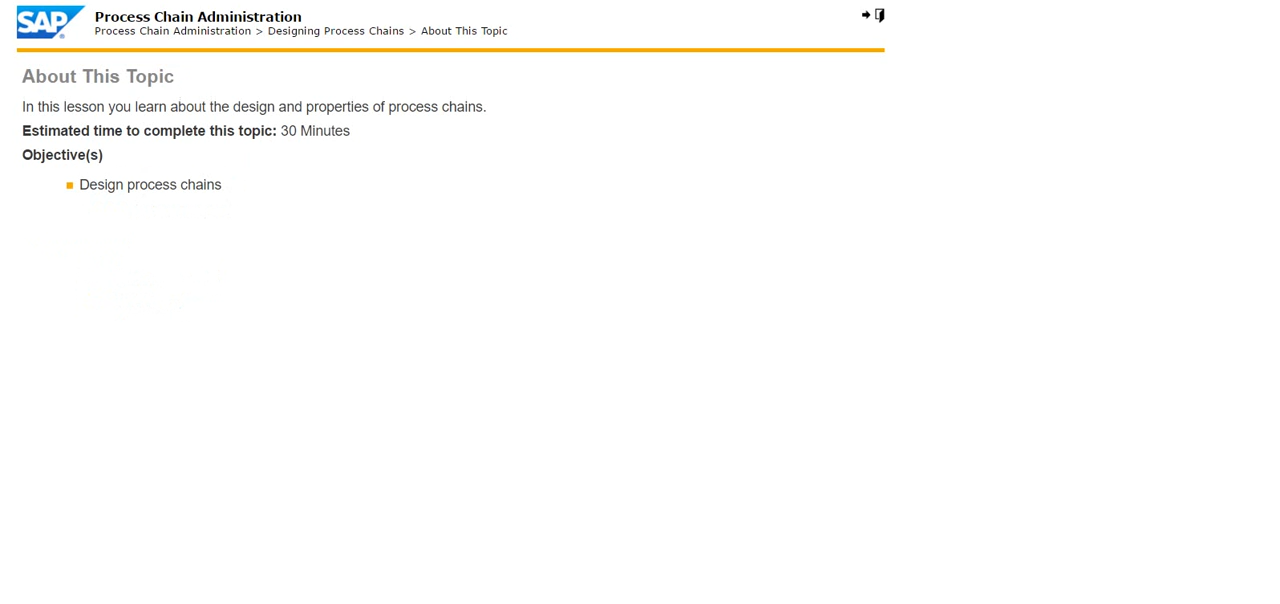 SAP®
Process Chain Administration
Process Chain Administration > Designing Process Chains > About This Topic
About This Topic
In this lesson you learn about the design and properties of process chains.
Estimated time to complete this topic: 30 Minutes
Objective(s)
Design process chains